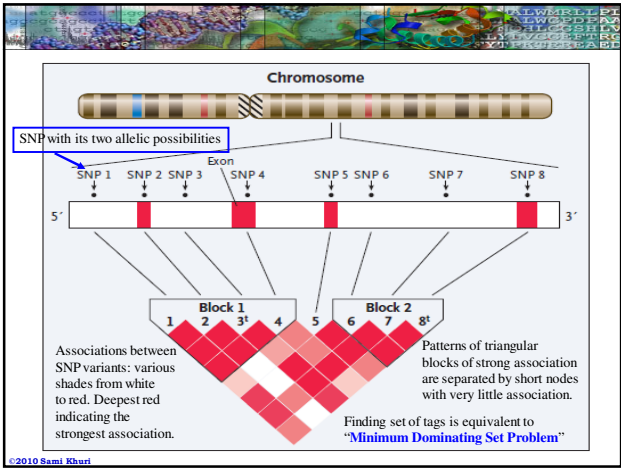 ALWMRLLPL
ALWGPDPAA
Chromosome
SNP with its two allelic possibilities
Exon
SNP 1 SNP 2 SNP 3 SNP 4 SNP 5 SNP 6 SNP 7 SNP 8
5´ 3´
Block 1 Block 2
1 2 3t 4 5 6 7 8t
Associations between
SNP variants: various
shades from white
to red. Deepest red
indicating the
strongest association.
Patterns of triangular
blocks of strong association
are separated by short nodes
with very little association.
Finding set of tags is equivalent to
“Minimum Dominating Set Problem”
©2010 Sami Khuri